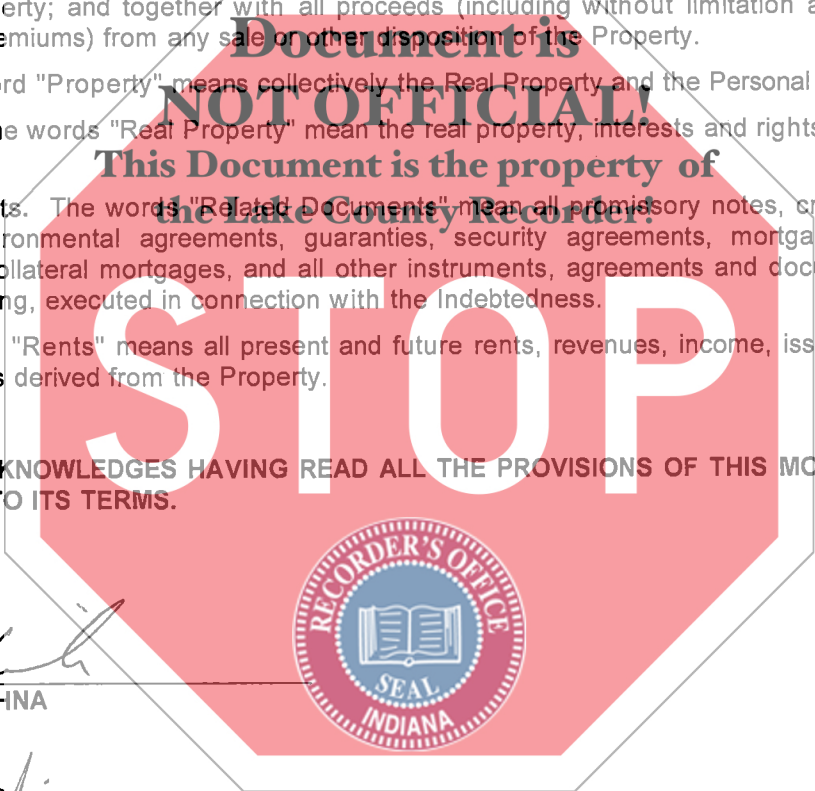 erty; and together with all proceeds (including without limitation a
emiums) from any sale or other disposition of the Property.
Document is
rd "Property" means collectively the Real Property and the Personal
NOT OFFICIAL!
e words "Real Property" mean the real property, interests and rights
This Document is the property of
ts. The words "Related Documents" mean all promissory notes, cr
the Lake County Recorder!
ronmental agreements, guaranties, security agreements, mortga
ollateral mortgages, and all other instruments, agreements and doc
ng, executed in connection with the Indebtedness.
"Rents" means all present and future rents, revenues, income, iss
s derived from the Property.
STOP
KNOWLEDGES HAVING READ ALL THE PROVISIONS OF THIS MO
O ITS TERMS.
RECORDER'S OFFICE
SEAL
INDIANA
HNA